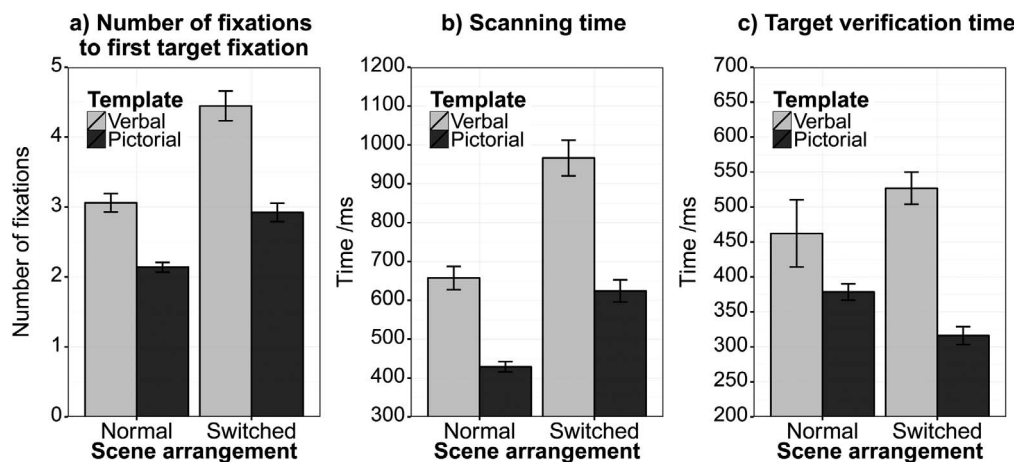 a) Number of fixations
to first target fixation
Number of fixations
5
4
3
2
1
0
Template
Verbal
Pictorial
Normal Switched
Scene arrangement
b) Scanning time
Time /ms
1200
1100
1000
900
800
700
600
500
400
300
Template
Verbal
Pictorial
Normal Switched
Scene arrangement
c) Target verification time
Time /ms
700
650
600
550
500
450
400
350
300
250
200
Template
Verbal
Pictorial
Normal Switched
Scene arrangement